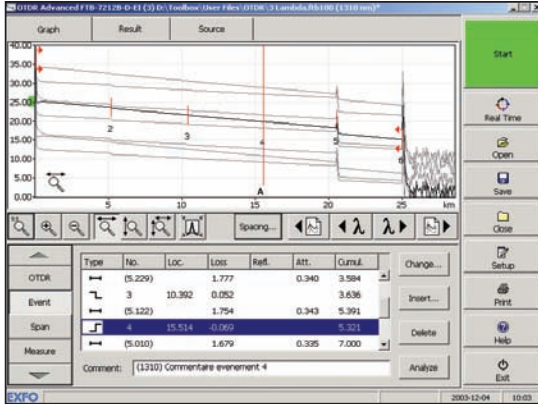 OTDR Advanced FTB-7212B-D-EI (3) D:\Toolbox\User Files\OTDR\3 Lambda.ftb100 (1310 nm)*
Graph Result Source
Start
40.00
35.00
30.00
25.00
20.00
15.00
10.00
5.00
0.00
2 3 4 5 6
A
5 10 15 20 25 km
Real Time
Open
Save
Close
Setup
Print
Help
Exit
Spacing...
λ λ
OTDR
Event
Span
Measure
Type No. Loc. Loss Refl. Att. Cumul.
(5.229) 1.777 0.340 3.584
3 10.392 0.052 3.636
(5.122) 1.754 0.343 5.391
4 15.514 -0.069 5.321
(5.010) 1.679 0.335 7.000
Change...
Insert...
Delete
Analyze
Comment: (1310) Commentaire evenement 4
EXFO 2003-12-04 10:03